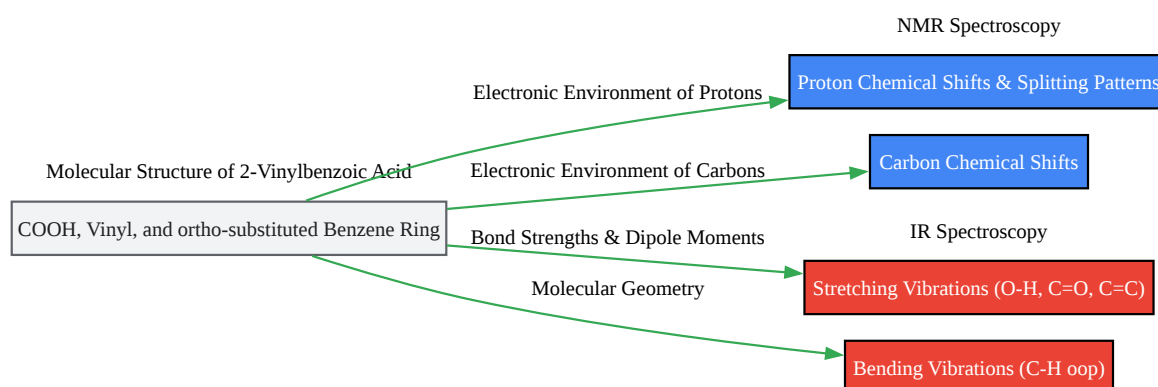 NMR Spectroscopy
Proton Chemical Shifts & Splitting Patterns
Electronic Environment of Protons
Carbon Chemical Shifts
Molecular Structure of 2-Vinylbenzoic Acid
Electronic Environment of Carbons
COOH, Vinyl, and ortho-substituted Benzene Ring
Bond Strengths & Dipole Moments
IR Spectroscopy
Stretching Vibrations (O-H, C=O, C=C)
Molecular Geometry
Bending Vibrations (C-H oop)